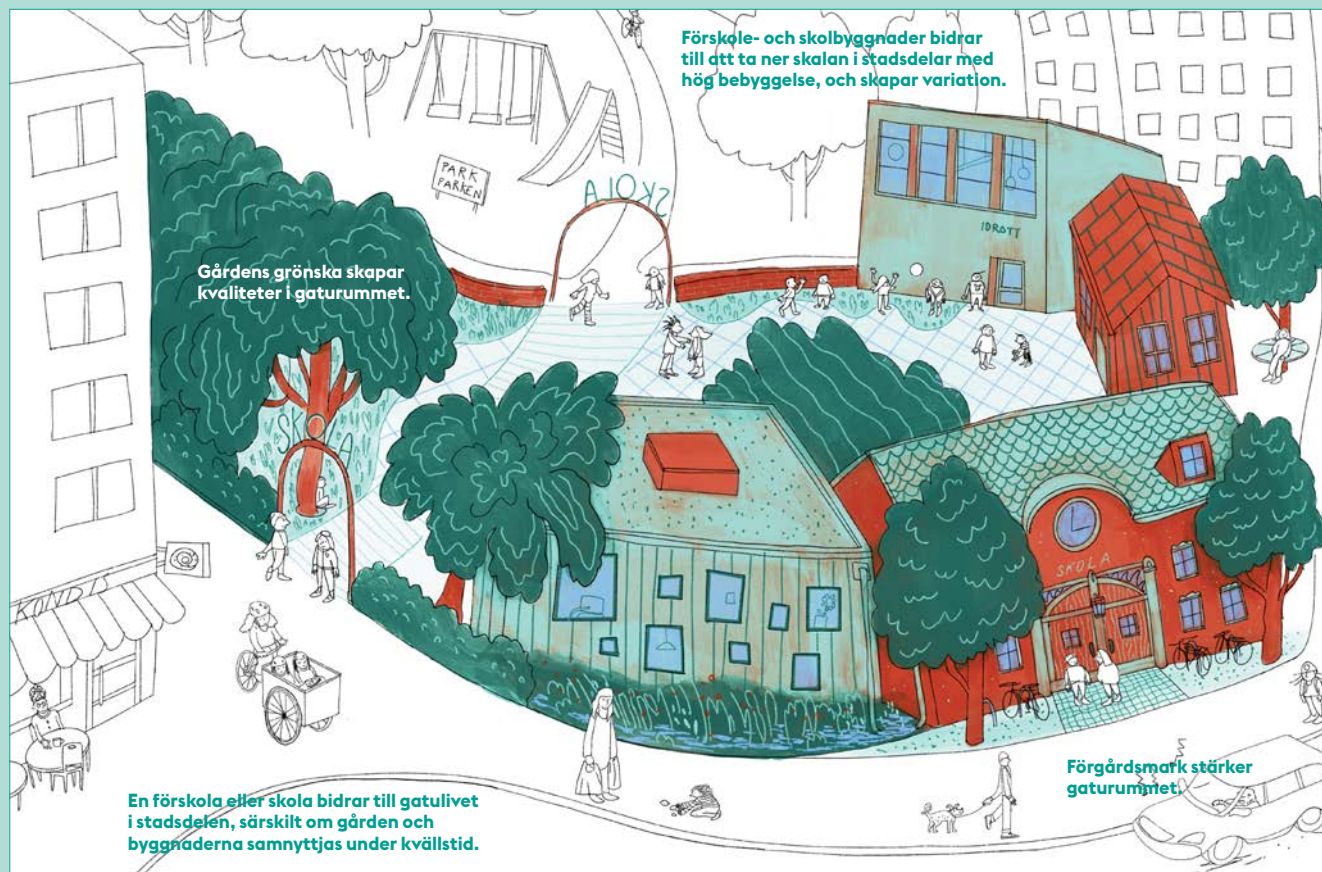 Förskole- och skolbyggnader bidrar
till att ta ner skalan i stadsdelar med
hög bebyggelse, och skapar variation.
PARK
PARKEN
SKOLA
IDROTT
Gårdens grönska skapar
kvaliteter i gaturummet.
SKOLA
Förgårdsmark stärker
gaturummet.
En förskola eller skola bidrar till gatulivet
i stadsdelen, särskilt om gården och
byggnaderna samnyttjas under kvällstid.